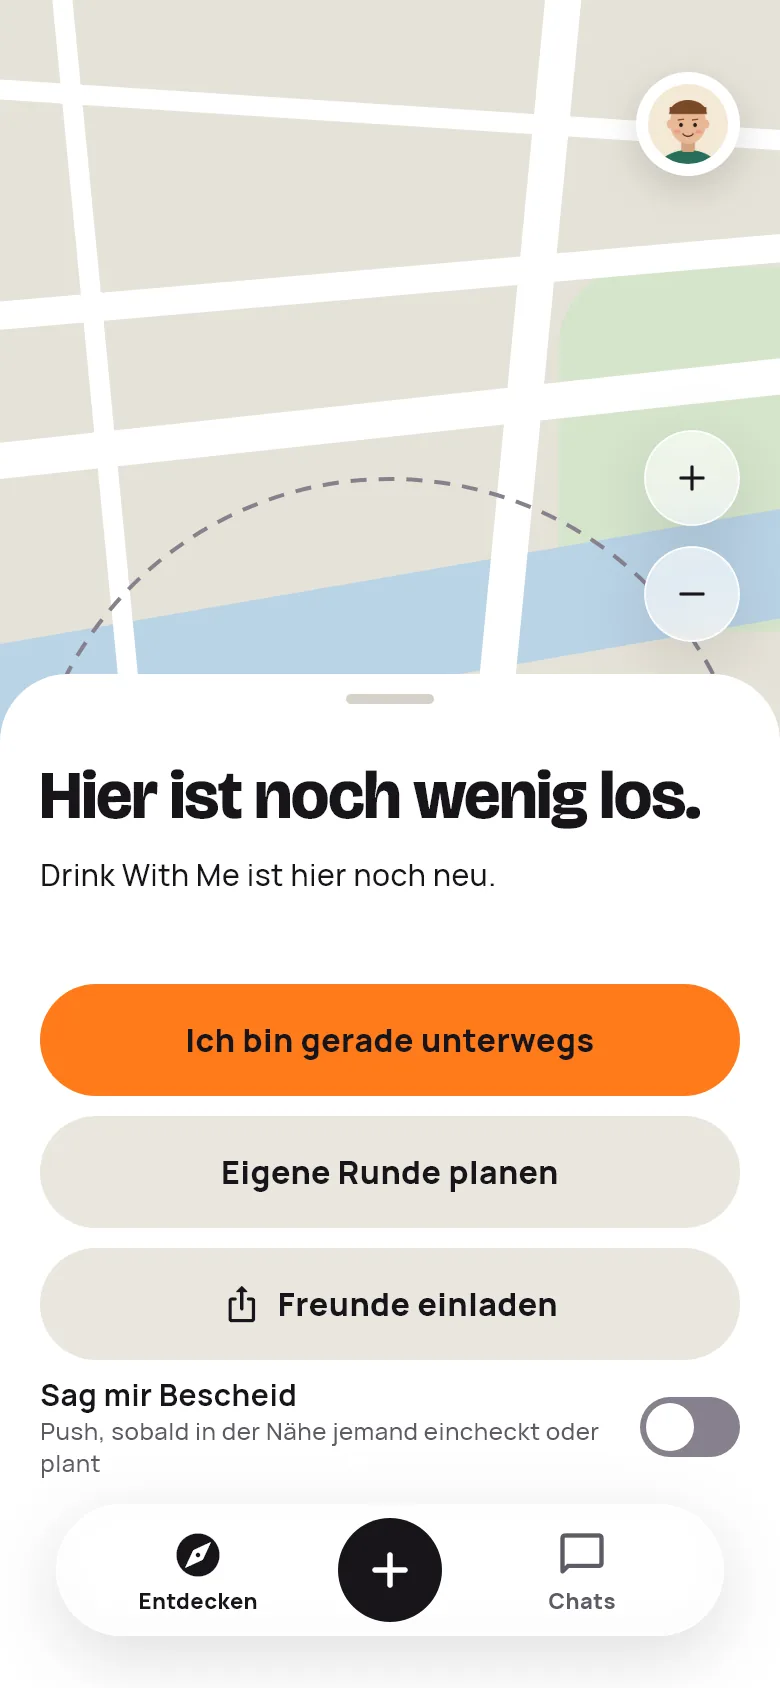 Hier ist noch wenig los.
Drink With Me ist hier noch neu.
Ich bin gerade unterwegs
Eigene Runde planen
Freunde einladen
Sag mir Bescheid
Push, sobald in der Nähe jemand eincheckt oder
plant
Entdecken
Chats